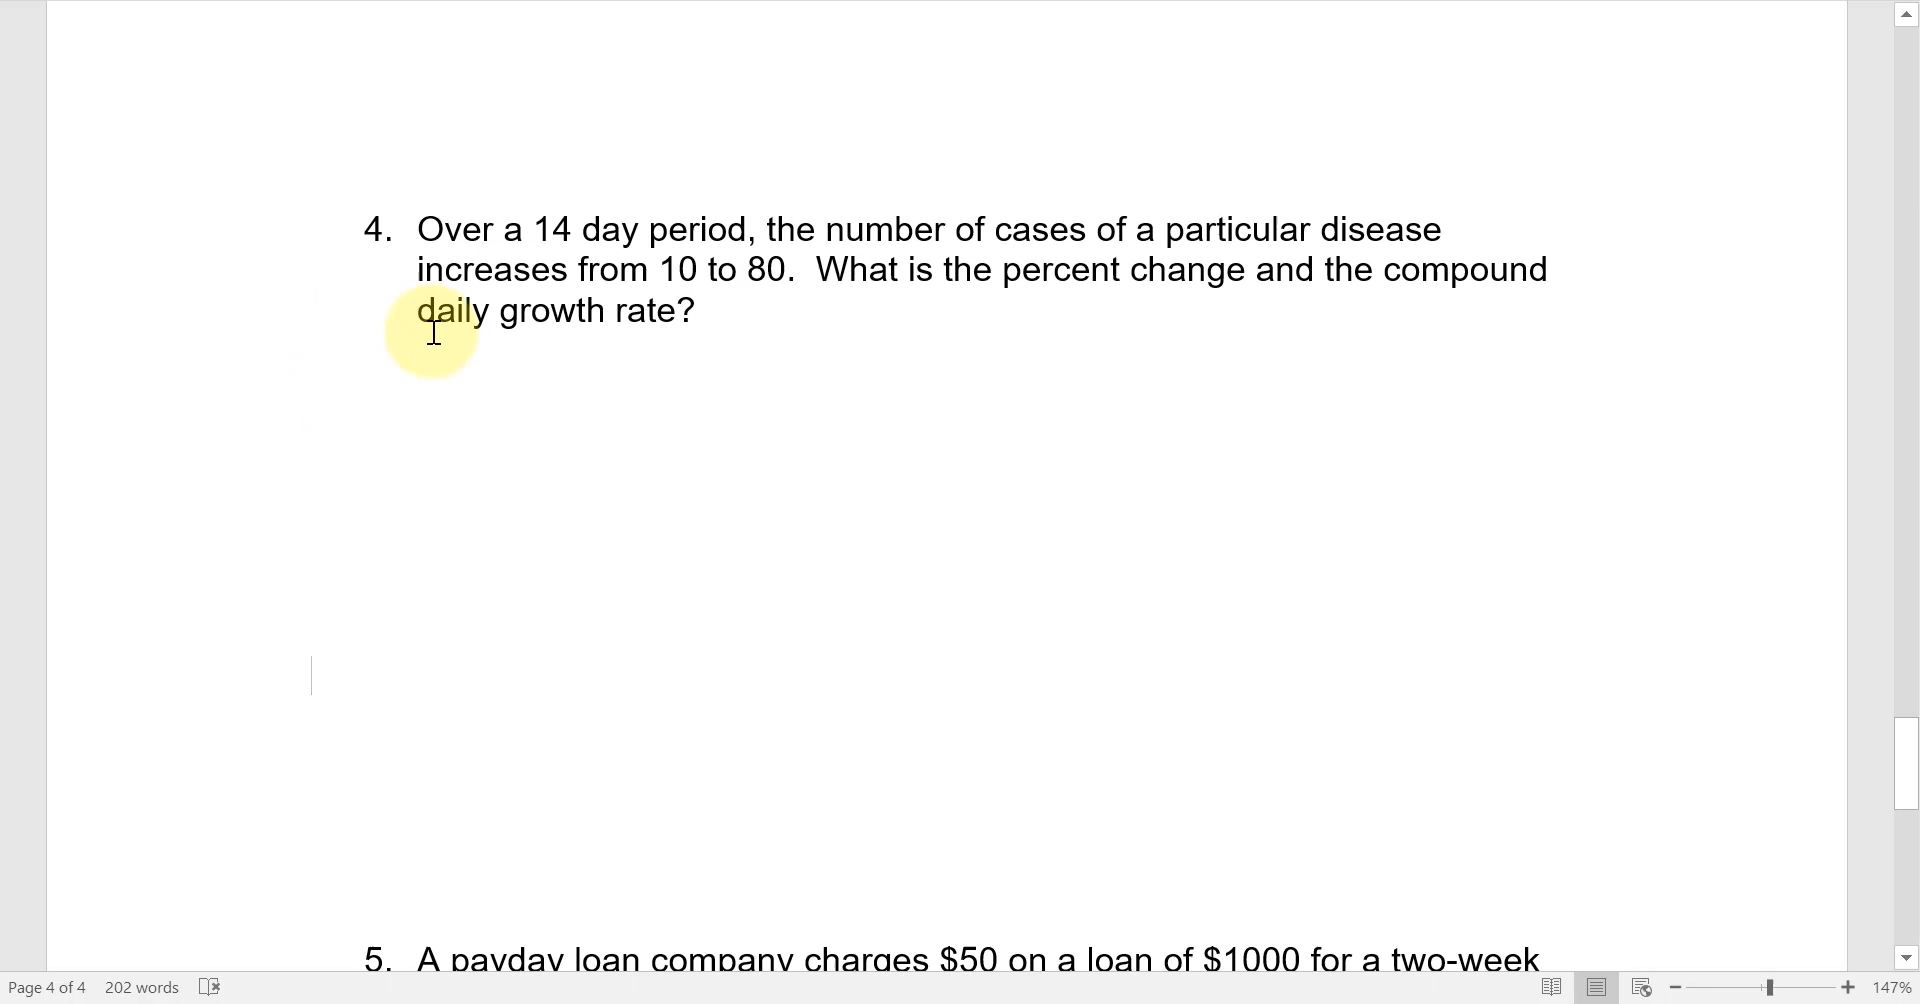 4. Over a 14 day period, the number of cases of a particular disease
increases from 10 to 80.  What is the percent change and the compound
daily growth rate?
5. A payday loan company charges $50 on a loan of $1000 for a two-week
Page 4 of 4 202 words 147%